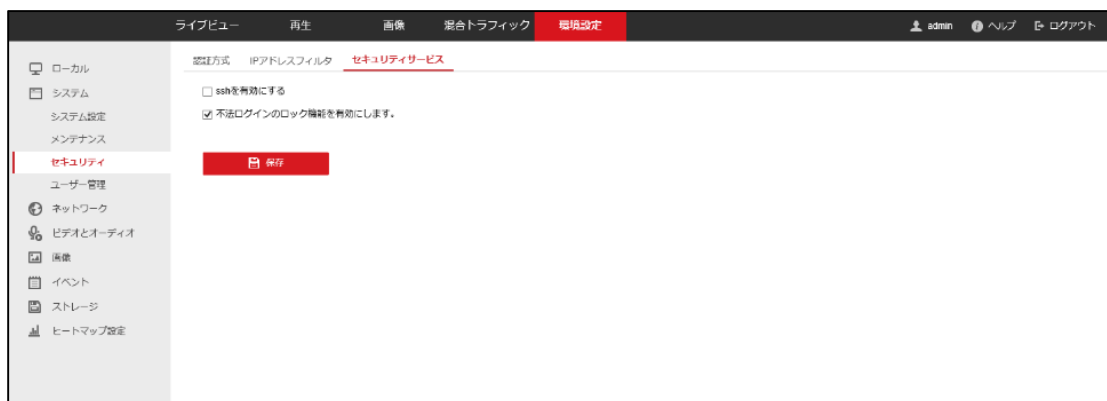 ライブビュー 再生 画像 混合トラフィック 環境設定 admin ヘルプ ログアウト
ローカル
システム
システム設定
メンテナンス
セキュリティ
ユーザー管理
ネットワーク
ビデオとオーディオ
画像
イベント
ストレージ
ヒートマップ設定
認証方式 IPアドレスフィルタ セキュリティサービス
sshを有効にする
不法ログインのロック機能を有効にします。
保存